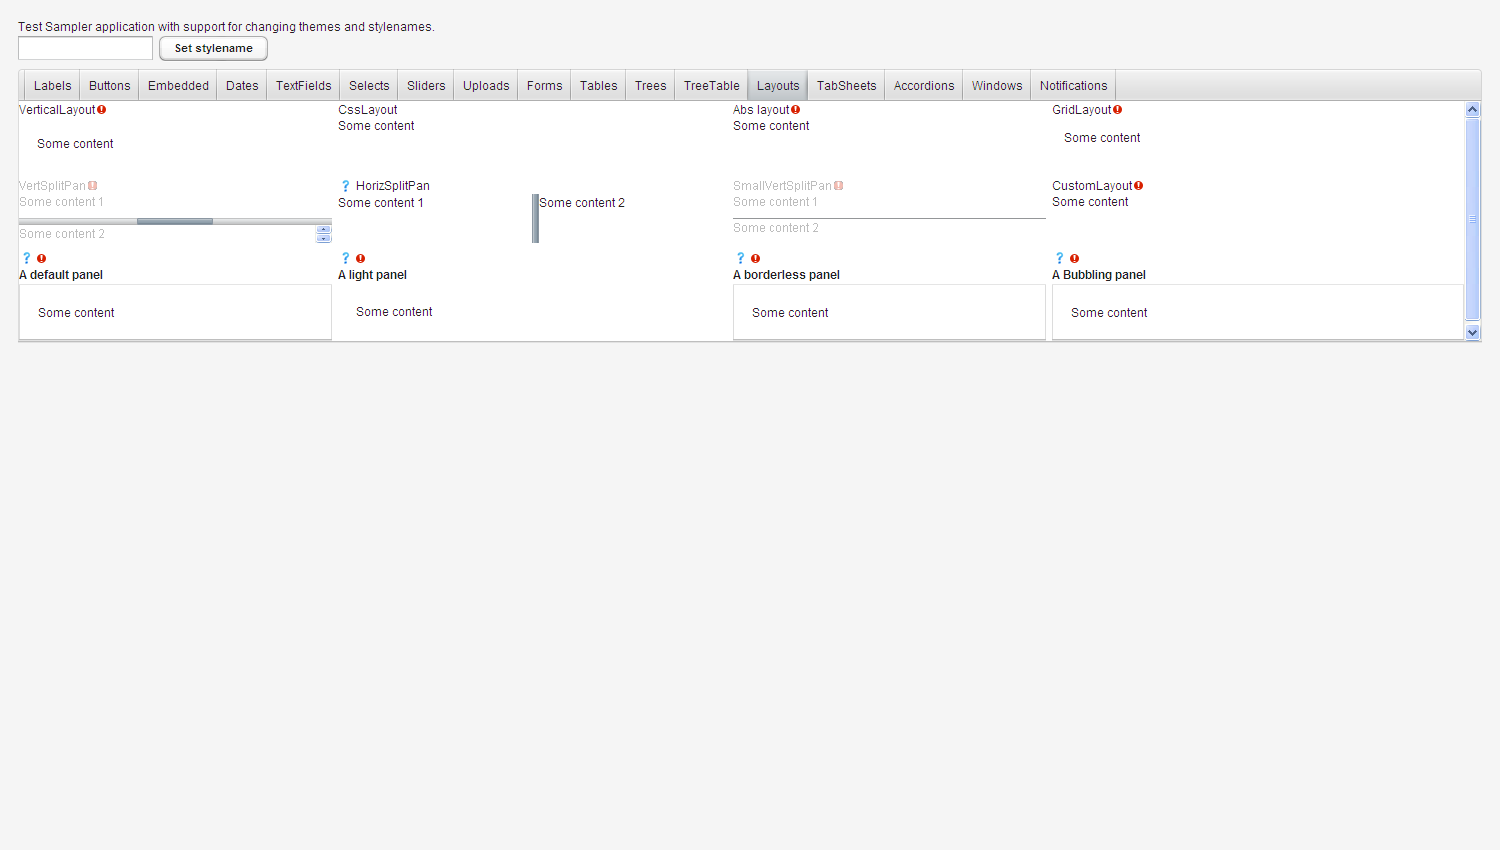 Test Sampler application with support for changing themes and stylenames.
Set stylename
Labels Buttons Embedded Dates TextFields Selects Sliders Uploads Forms Tables Trees TreeTable Layouts TabSheets Accordions Windows Notifications
VerticalLayout CssLayout Abs layout GridLayout
Some content Some content
Some content Some content
VertSplitPan HorizSplitPan SmallVertSplitPan CustomLayout
Some content 1 Some content 1 Some content 2 Some content 1 Some content
Some content 2 Some content 2
A default panel A light panel A borderless panel A Bubbling panel
Some content Some content Some content Some content